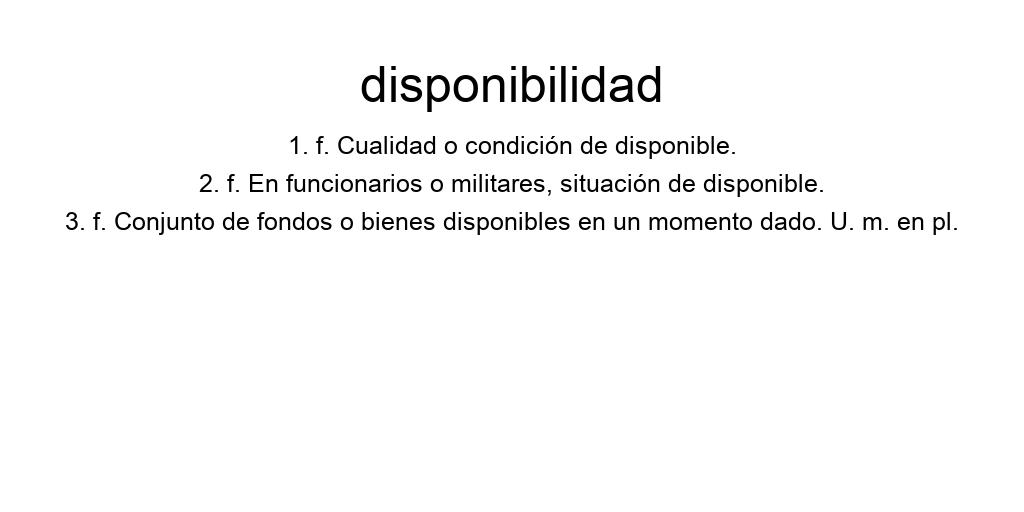 disponibilidad
1. f. Cualidad o condición de disponible.
2. f. En funcionarios o militares, situación de disponible.
3. f. Conjunto de fondos o bienes disponibles en un momento dado. U. m. en pl.